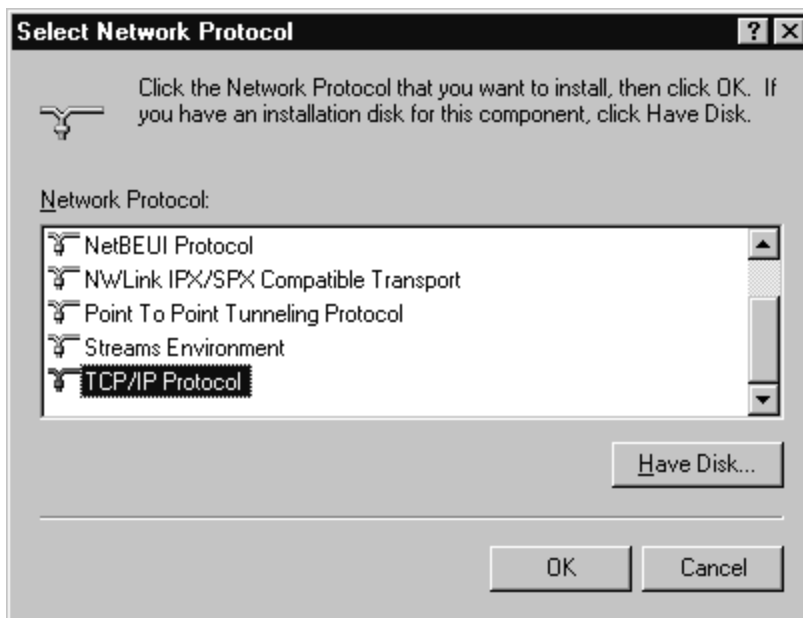 Select Network Protocol
Click the Network Protocol that you want to install, then click OK. If
you have an installation disk for this component, click Have Disk.
Network Protocol:
NetBEUI Protocol
NWLink IPX/SPX Compatible Transport
Point To Point Tunneling Protocol
Streams Environment
TCP/IP Protocol
Have Disk...
OK
Cancel